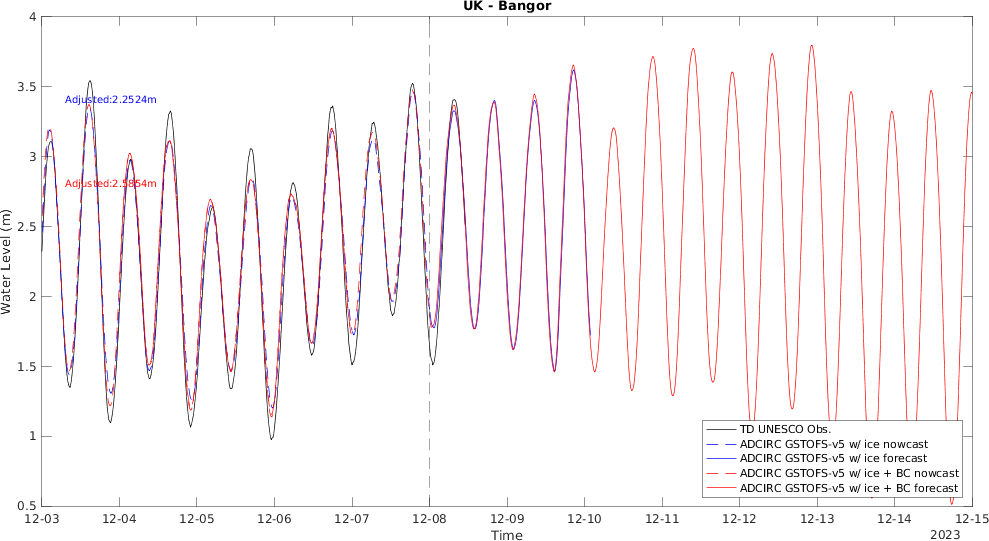 UK - Bangor
4
3.5
3
2.5
2
1.5
1
0.5
Water Level (m)
Adjusted:2.2524m
Adjusted:2.5854m
TD UNESCO Obs.
ADCIRC GSTOFS-v5 w/ ice nowcast
ADCIRC GSTOFS-v5 w/ ice forecast
ADCIRC GSTOFS-v5 w/ ice + BC nowcast
ADCIRC GSTOFS-v5 w/ ice + BC forecast
12-03 12-04 12-05 12-06 12-07 12-08 12-09 12-10 12-11 12-12 12-13 12-14 12-15
Time
2023